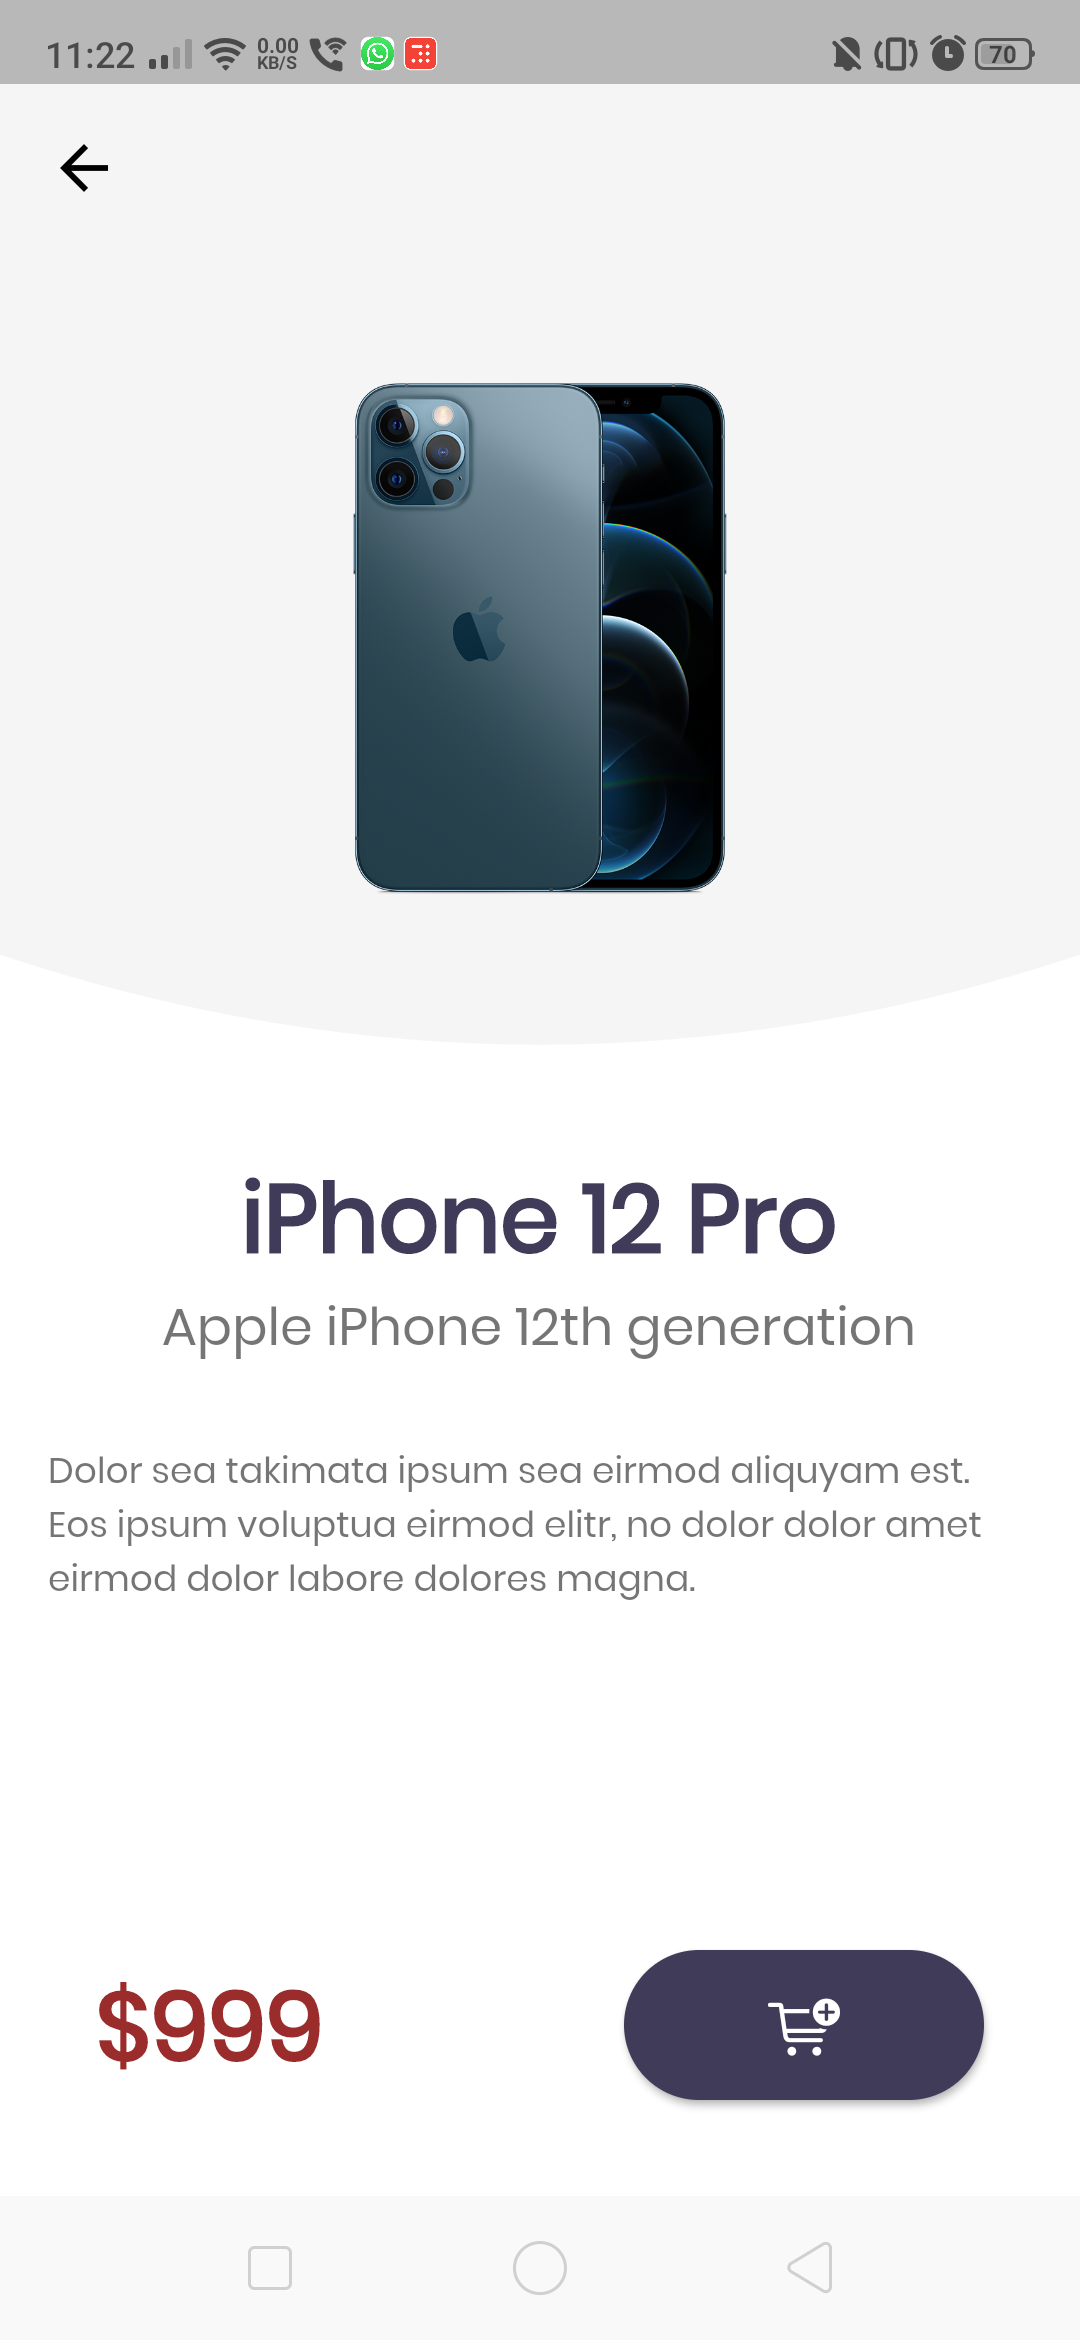 11:22 0.00 KB/S 70
iPhone 12 Pro
Apple iPhone 12th generation
Dolor sea takimata ipsum sea eirmod aliquyam est.
Eos ipsum voluptua eirmod elitr, no dolor dolor amet
eirmod dolor labore dolores magna.
$999